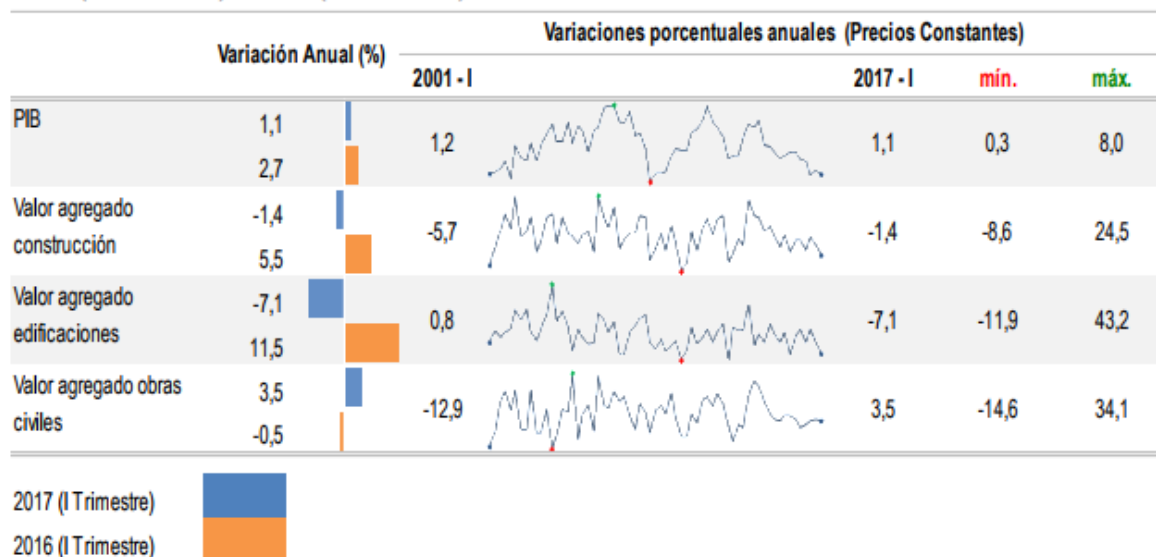 Variaciones porcentuales anuales (Precios Constantes)
Variación Anual (%)
2001 - I 2017 - I mín. máx.
PIB
1,1
2,7
1,2 1,1 0,3 8,0
Valor agregado
construcción
-1,4
5,5
-5,7 -1,4 -8,6 24,5
Valor agregado
edificaciones
-7,1
11,5
0,8 -7,1 -11,9 43,2
Valor agregado obras
civiles
3,5
-0,5
-12,9 3,5 -14,6 34,1
2017 (I Trimestre)
2016 (I Trimestre)